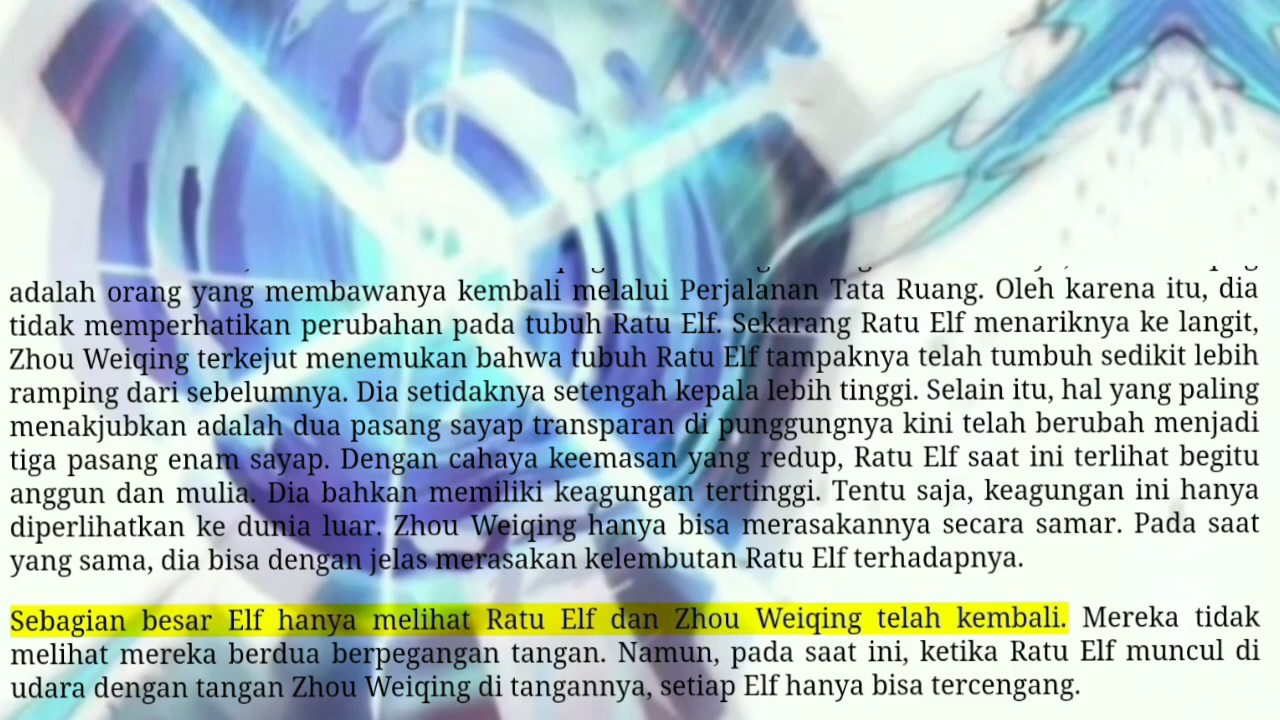 adalah orang yang membawanya kembali melalui Perjalanan Tata Ruang. Oleh karena itu, dia
tidak memperhatikan perubahan pada tubuh Ratu Elf. Sekarang Ratu Elf menariknya ke langit,
Zhou Weiqing terkejut menemukan bahwa tubuh Ratu Elf tampaknya telah tumbuh sedikit lebih
ramping dari sebelumnya. Dia setidaknya setengah kepala lebih tinggi. Selain itu, hal yang paling
menakjubkan adalah dua pasang sayap transparan di punggungnya kini telah berubah menjadi
tiga pasang enam sayap. Dengan cahaya keemasan yang redup, Ratu Elf saat ini terlihat begitu
anggun dan mulia. Dia bahkan memiliki keagungan tertinggi. Tentu saja, keagungan ini hanya
diperlihatkan ke dunia luar. Zhou Weiqing hanya bisa merasakannya secara samar. Pada saat
yang sama, dia bisa dengan jelas merasakan kelembutan Ratu Elf terhadapnya.
Sebagian besar Elf hanya melihat Ratu Elf dan Zhou Weiqing telah kembali. Mereka tidak
melihat mereka berdua berpegangan tangan. Namun, pada saat ini, ketika Ratu Elf muncul di
udara dengan tangan Zhou Weiqing di tangannya, setiap Elf hanya bisa tercengang.